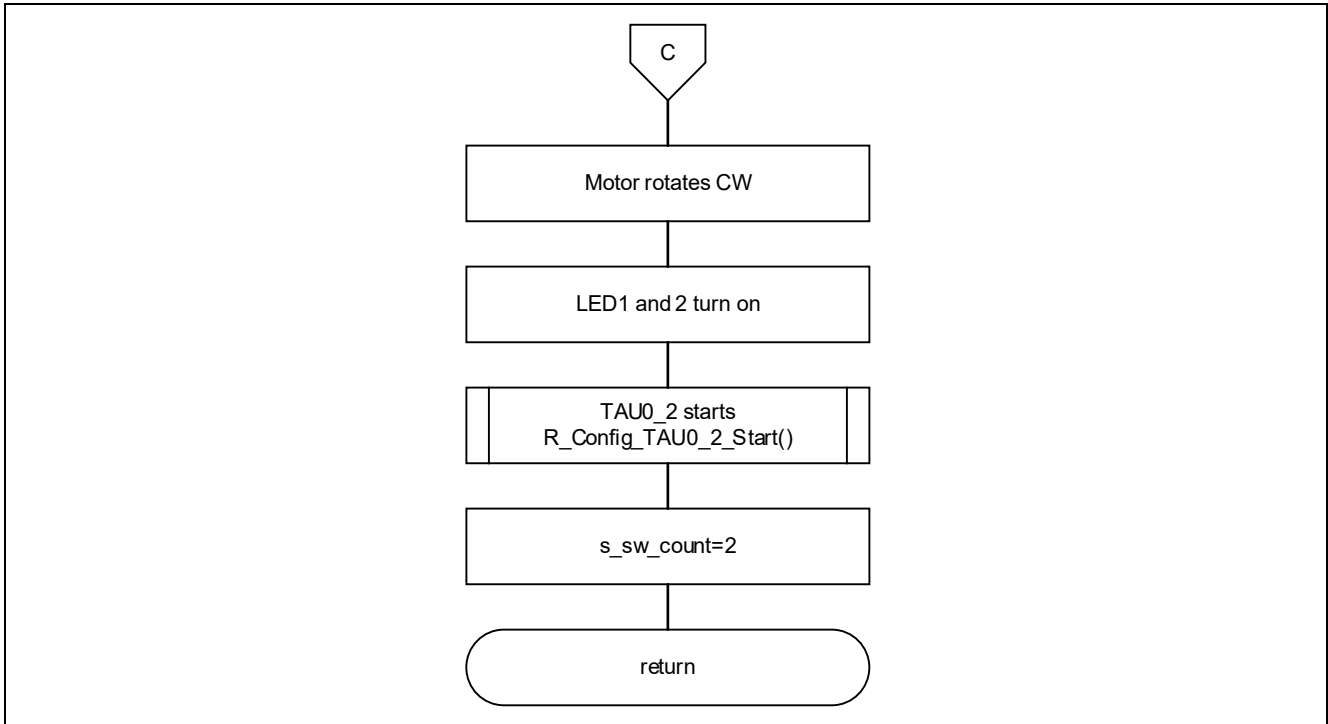 C
Motor rotates CW
LED1 and 2 turn on
TAU0_2 starts
R_Config_TAU0_2_Start()
s_sw_count=2
return